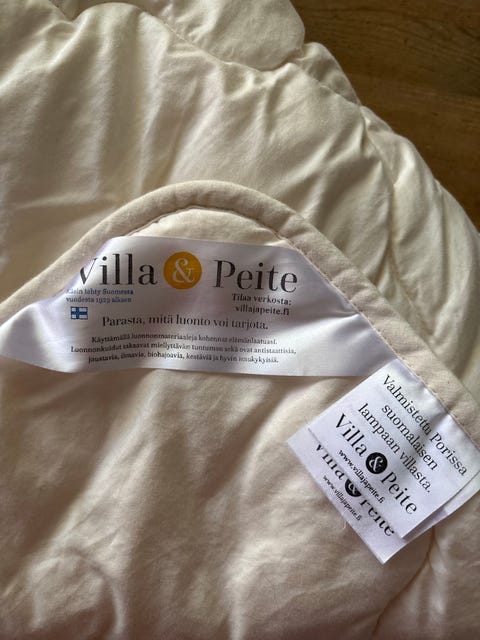 Villa & Peite
Käsin tehty Suomessa
vuodesta 1929 alkaen
Tilaa verkosta:
villajapeite.fi
Parasta, mitä luonto voi tarjota.
Käyttämällä luonnonmateriaaleja kohennat elämänlaatuasi.
Luonnonkuidut takaavat miellyttävän tuntuman sekä ovat antistaattisia,
joustavia, ilmavia, biohajoavia, kestäviä ja hyvin imukykyisiä.
Valmistettu Porissa
suomalaisen
lampaan villasta.
Villa & Peite
www.villajapeite.fi
Villa & Peite
www.villajapeite.fi